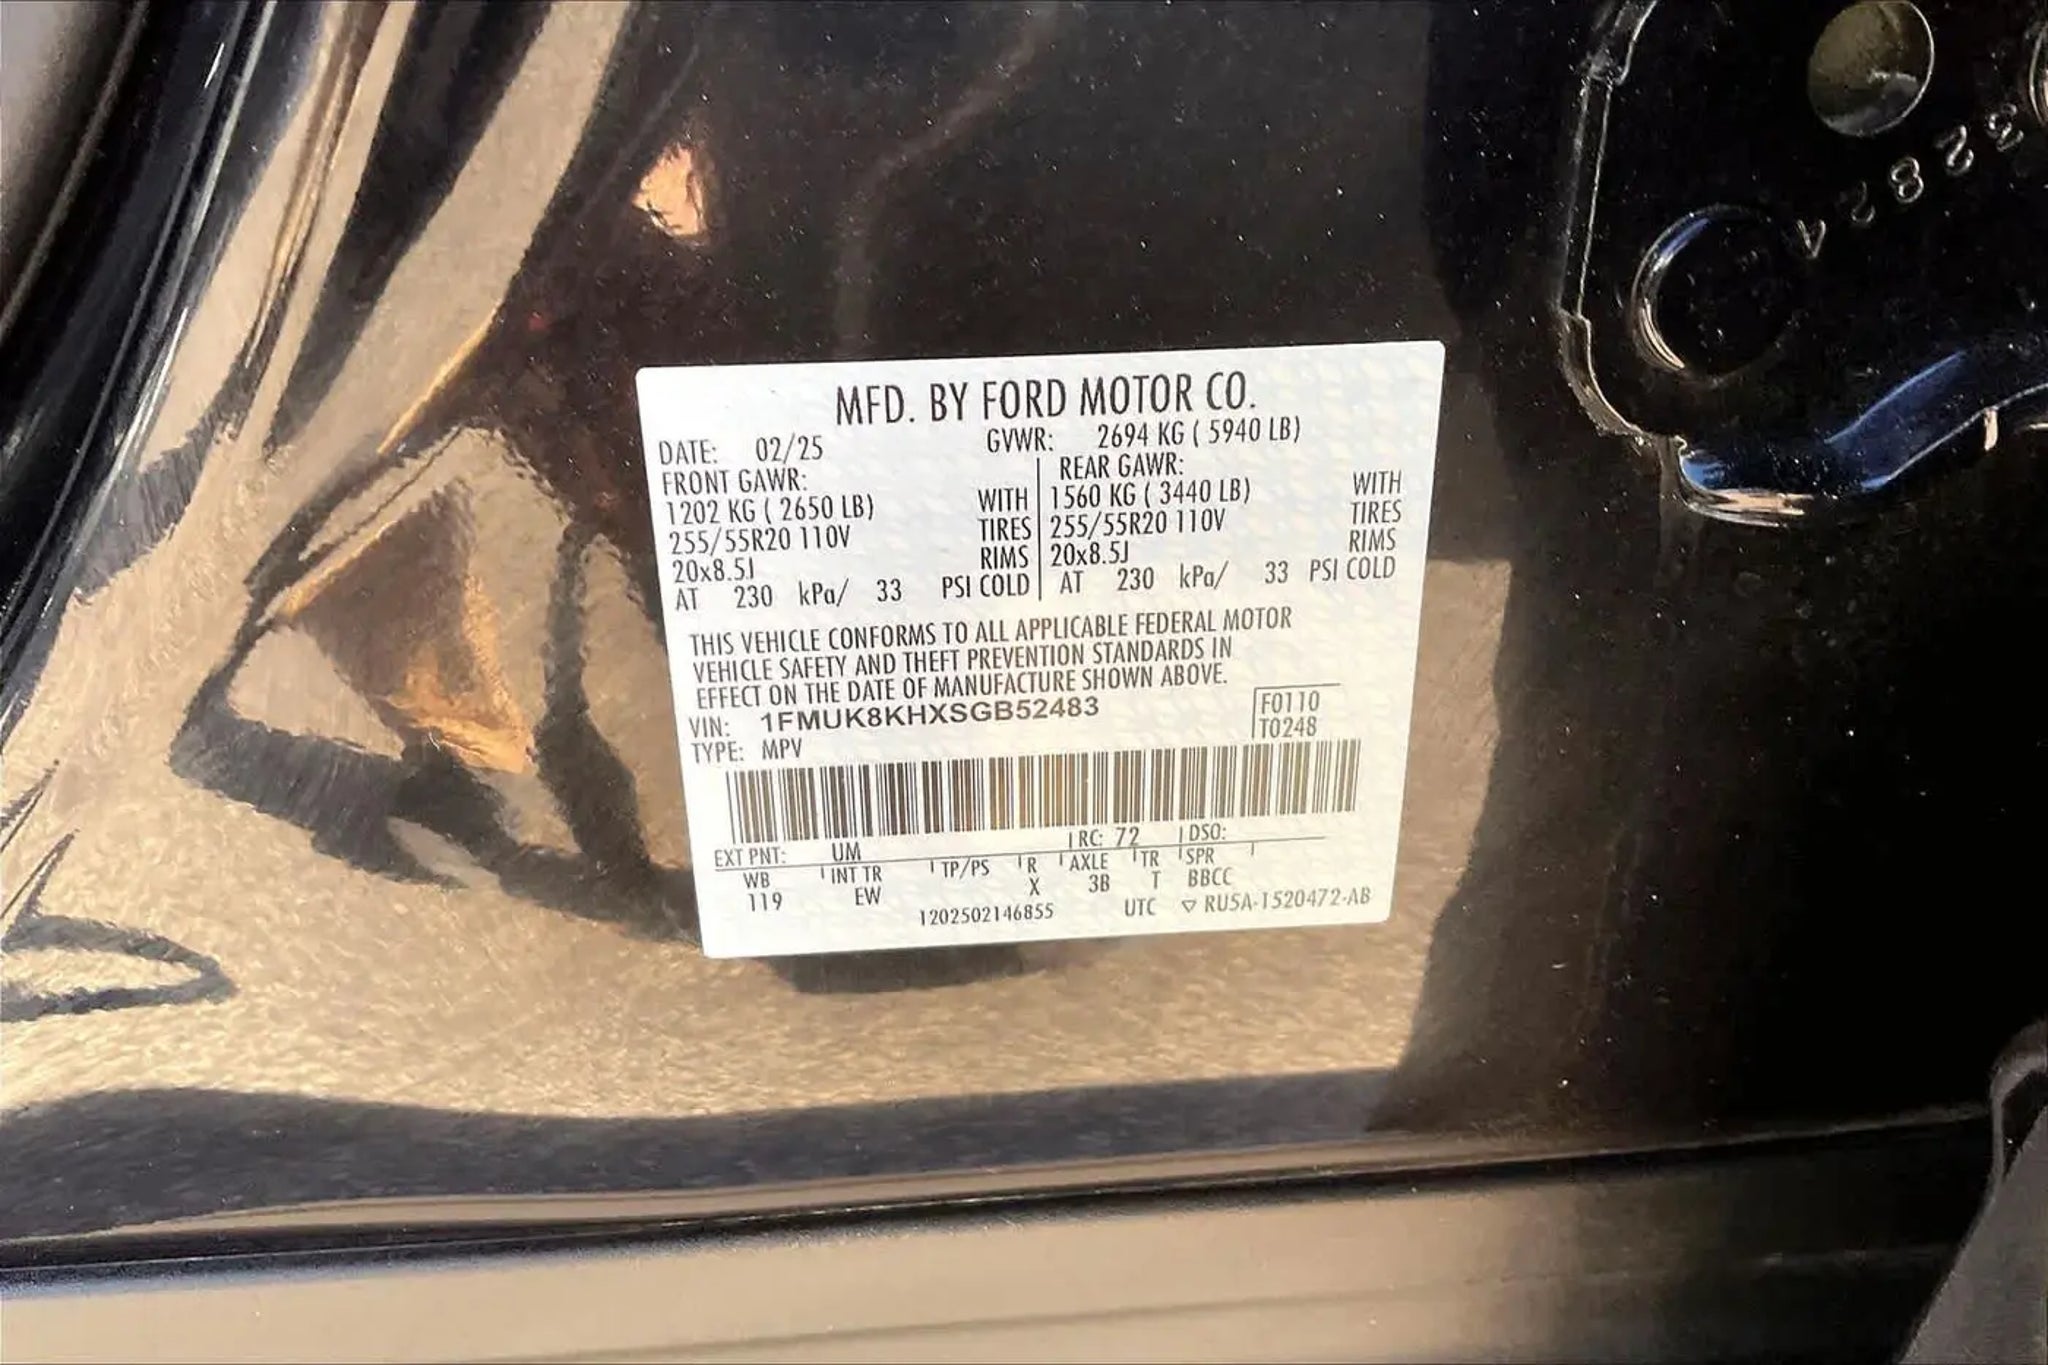 MFD. BY FORD MOTOR CO.
DATE: 02/25 GVWR: 2694 KG ( 5940 LB)
FRONT GAWR: REAR GAWR:
1202 KG ( 2650 LB) WITH 1560 KG ( 3440 LB) WITH
255/55R20 110V TIRES 255/55R20 110V TIRES
20x8.5J RIMS 20x8.5J RIMS
AT 230 kPa/ 33 PSI COLD AT 230 kPa/ 33 PSI COLD
THIS VEHICLE CONFORMS TO ALL APPLICABLE FEDERAL MOTOR
VEHICLE SAFETY AND THEFT PREVENTION STANDARDS IN
EFFECT ON THE DATE OF MANUFACTURE SHOWN ABOVE.
VIN: 1FMUK8KHXSGB52483 F0110
TYPE: MPV T0248
EXT PNT: UM RC: 72 DSO:
WB INT TR TP/PS R AXLE TR SPR
119 EW X 3B T BBCC
1202502146855 UTC ▽ RU5A-1520472-AB